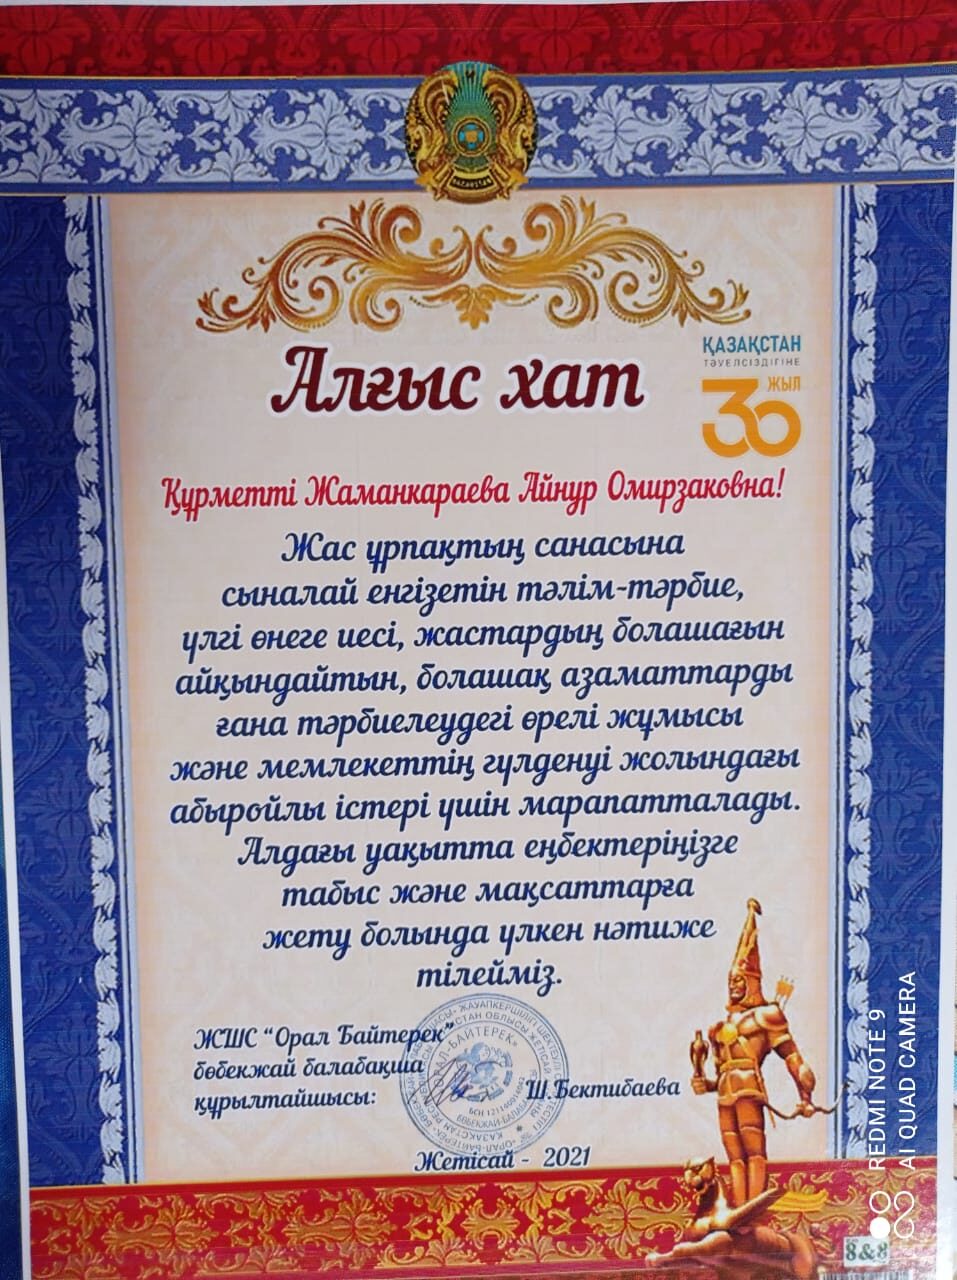 ҚАЗАҚСТАН
ТӘУЕЛСІЗДІГІНЕ
30 ЖЫЛ
Алғыс хат
Құрметті Жаманкараева Айнур Омирзаковна!
Жас ұрпақтың санасына
сыналай енгізетін тәлім-тәрбие,
үлгі өнеге иесі, жастардың болашағын
айқындайтын, болашақ азаматтарды
ғана тәрбиелеудегі өрелі жұмысы
және мемлекеттің гүлденуі жолындағы
абыройлы істері үшін марапатталады.
Алдағы уақытта еңбектеріңізге
табыс және мақсаттарға
жету болында үлкен нәтиже
тілейміз.
ЖШС "Орал Байтерек"
бөбекжай балабақша
құрылтайшысы:
Ш.Бектибаева
Жетісай - 2021
8&8
REDMI NOTE 9
AI QUAD CAMERA